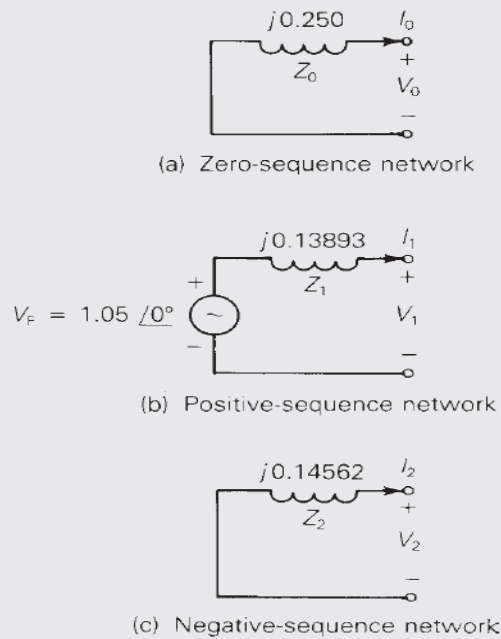 j0.250
I₀
+
Z₀
V₀
−
(a) Zero-sequence network
j0.13893
I₁
+
+
Z₁
V_F = 1.05 /0°
~
V₁
−
−
(b) Positive-sequence network
j0.14562
I₂
+
Z₂
V₂
−
(c) Negative-sequence network